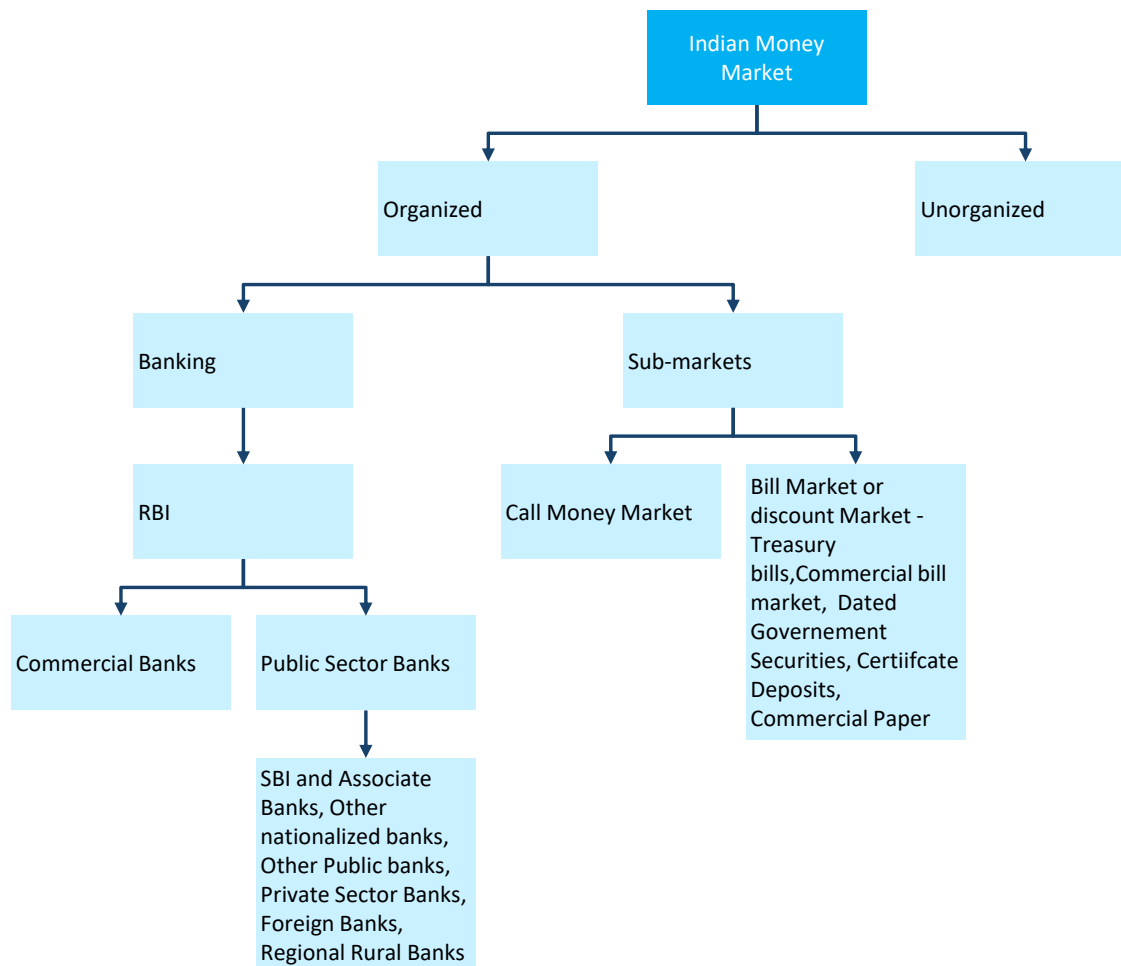 Indian Money
Market
Organized
Unorganized
Banking
Sub-markets
RBI
Call Money Market
Bill Market or
discount Market -
Treasury
bills,Commercial bill
market,  Dated
Governement
Securities, Certiifcate
Deposits,
Commercial Paper
Commercial Banks
Public Sector Banks
SBI and Associate
Banks, Other
nationalized banks,
Other Public banks,
Private Sector Banks,
Foreign Banks,
Regional Rural Banks